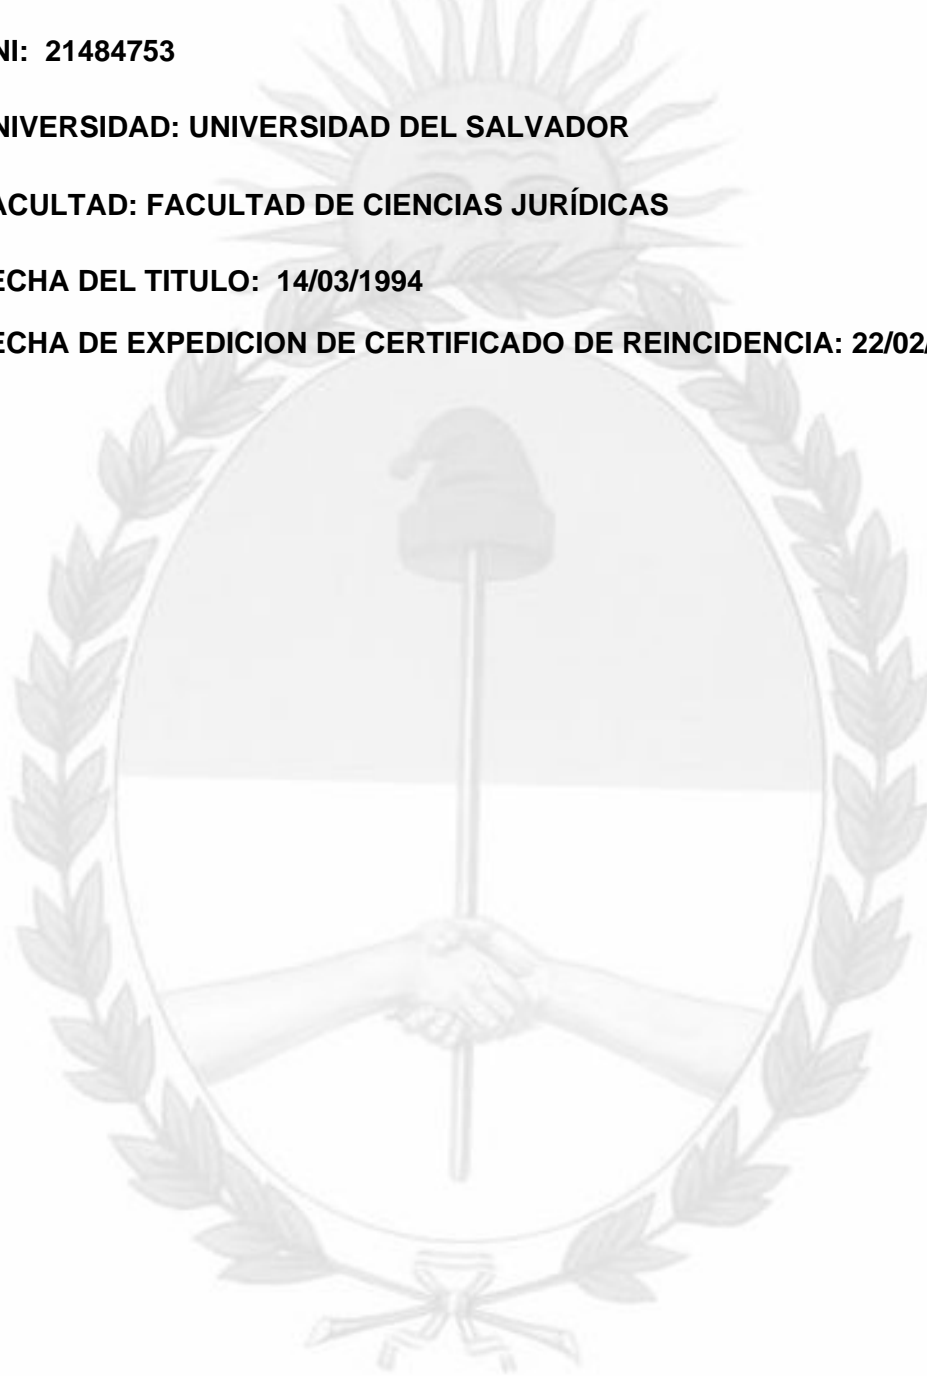 NI: 21484753
NIVERSIDAD: UNIVERSIDAD DEL SALVADOR
ACULTAD: FACULTAD DE CIENCIAS JURÍDICAS
ECHA DEL TITULO: 14/03/1994
ECHA DE EXPEDICION DE CERTIFICADO DE REINCIDENCIA: 22/02/